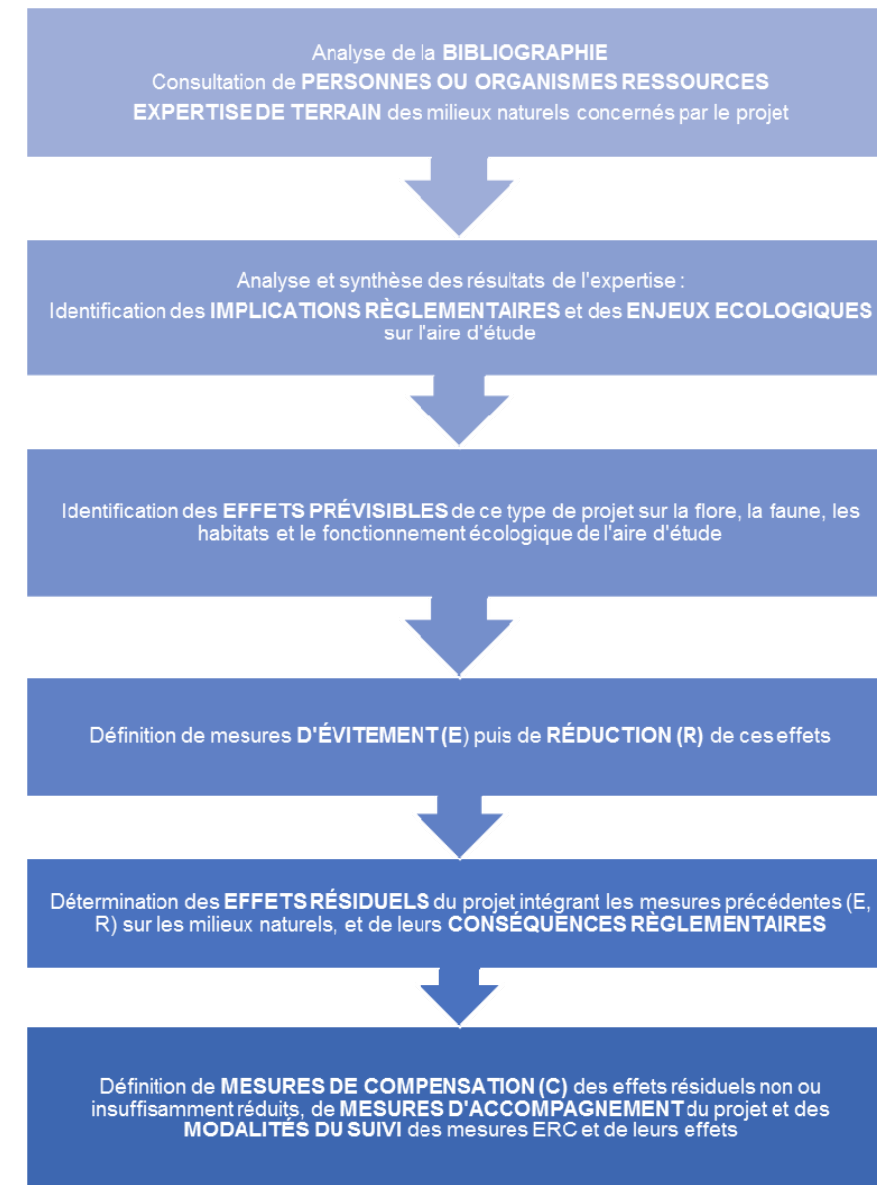 Analyse de la BIBLIOGRAPHIE
Consultation de PERSONNES OU ORGANISMES RESSOURCES
EXPERTISE DE TERRAIN des milieux naturels concernés par le projet
Analyse et synthèse des résultats de l'expertise :
Identification des IMPLICATIONS RÈGLEMENTAIRES et des ENJEUX ECOLOGIQUES
sur l'aire d'étude
Identification des EFFETS PRÉVISIBLES de ce type de projet sur la flore, la faune, les
habitats et le fonctionnement écologique de l'aire d'étude
Définition de mesures D'ÉVITEMENT (E) puis de RÉDUCTION (R) de ces effets
Détermination des EFFETS RÉSIDUELS du projet intégrant les mesures précédentes (E,
R) sur les milieux naturels, et de leurs CONSÉQUENCES RÈGLEMENTAIRES
Définition de MESURES DE COMPENSATION (C) des effets résiduels non ou
insuffisamment réduits, de MESURES D'ACCOMPAGNEMENT du projet et des
MODALITÉS DU SUIVI des mesures ERC et de leurs effets